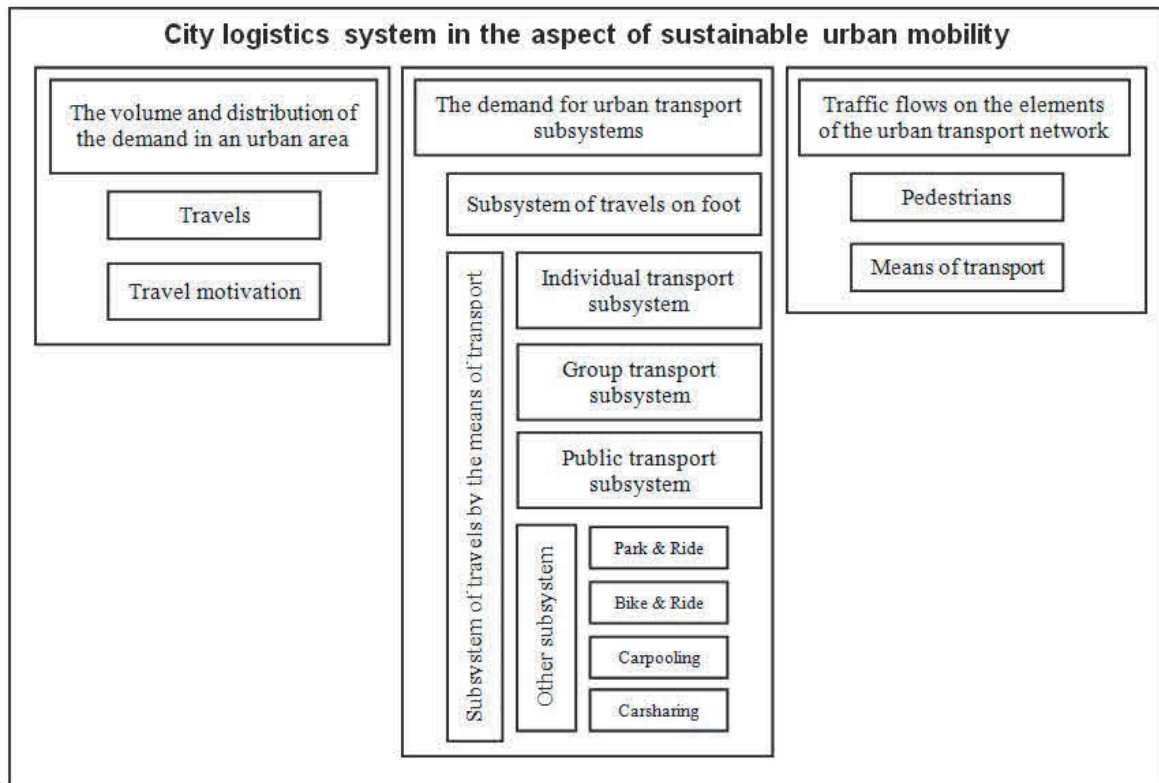 City logistics system in the aspect of sustainable urban mobility
The volume and distribution of
the demand in an urban area
Travels
Travel motivation
The demand for urban transport
subsystems
Subsystem of travels on foot
Subsystem of travels by the means of transport
Individual transport
subsystem
Group transport
subsystem
Public transport
subsystem
Other subsystem
Park & Ride
Bike & Ride
Carpooling
Carsharing
Traffic flows on the elements
of the urban transport network
Pedestrians
Means of transport